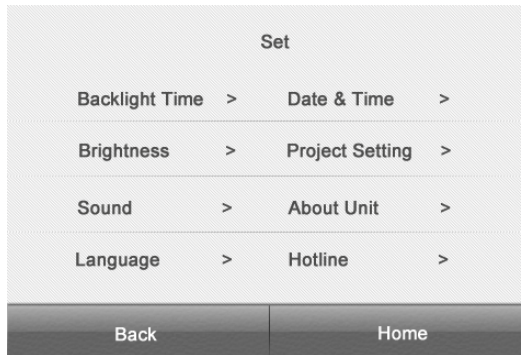 Set
Backlight Time > Date & Time >
Brightness > Project Setting >
Sound > About Unit >
Language > Hotline >
Back Home